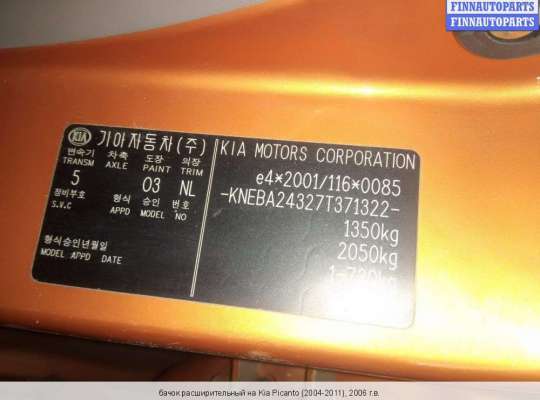 FINNAUTOPARTS
FINNAUTOPARTS
FINNAUTOPARTS
KIA 기아자동차(주)
변속기 차축 도장 의장
TRANSM AXLE PAINT TRIM
5 03 NL
정비부호 형식 승인 번호
S.V.C APPD MODEL NO
형식승인년월일
MODEL APPD DATE
KIA MOTORS CORPORATION
e4*2001/116*0085
-KNEBA24327T371322-
1350kg
2050kg
бачок расширительный на Kia Picanto (2004-2011), 2006 г.в.